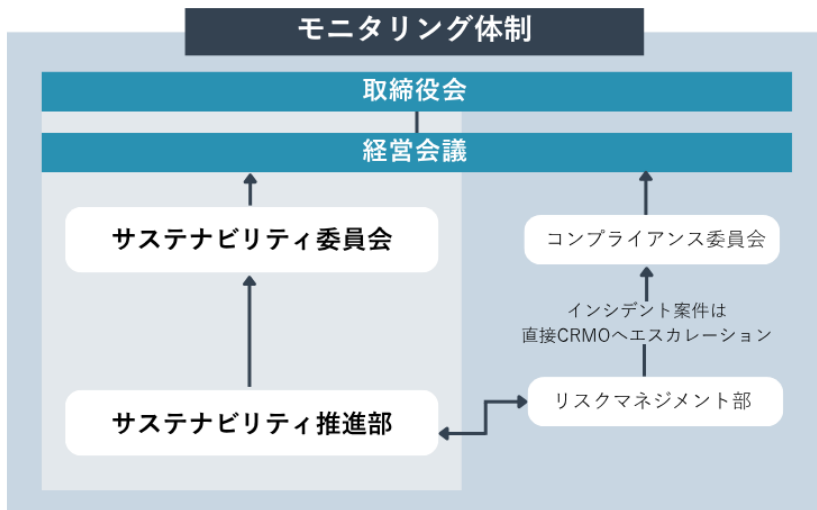 モニタリング体制
取締役会
経営会議
サステナビリティ委員会
コンプライアンス委員会
インシデント案件は
直接CRMOへエスカレーション
サステナビリティ推進部
リスクマネジメント部